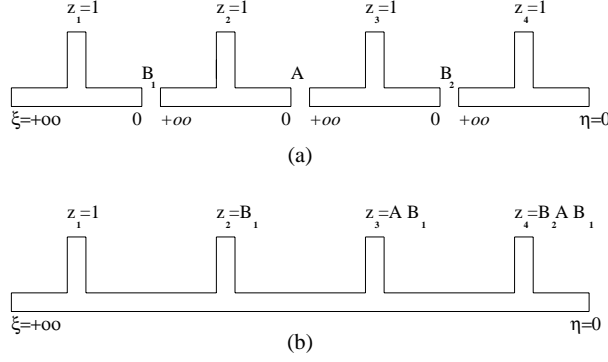 z₁=1 z₂=1 z₃=1 z₄=1
B₁ A B₂
ξ=+oo 0 +oo 0 +oo 0 +oo η=0
(a)
z₁=1 z₂=B₁ z₃=A B₁ z₄=B₂A B₁
ξ=+oo η=0
(b)